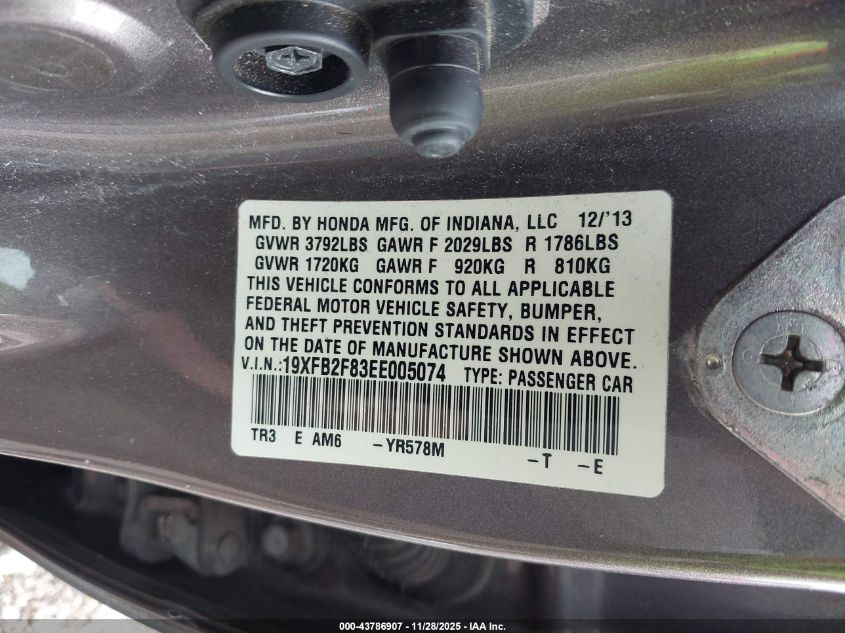 MFD. BY HONDA MFG. OF INDIANA, LLC 12/'13
GVWR 3792LBS GAWR F 2029LBS R 1786LBS
GVWR 1720KG GAWR F 920KG R 810KG
THIS VEHICLE CONFORMS TO ALL APPLICABLE
FEDERAL MOTOR VEHICLE SAFETY, BUMPER,
AND THEFT PREVENTION STANDARDS IN EFFECT
ON THE DATE OF MANUFACTURE SHOWN ABOVE.
V.I.N.:19XFB2F83EE005074 TYPE: PASSENGER CAR
TR3 E AM6 -YR578M
-T -E
000-43786907 | 11/28/2025 - IAA Inc.